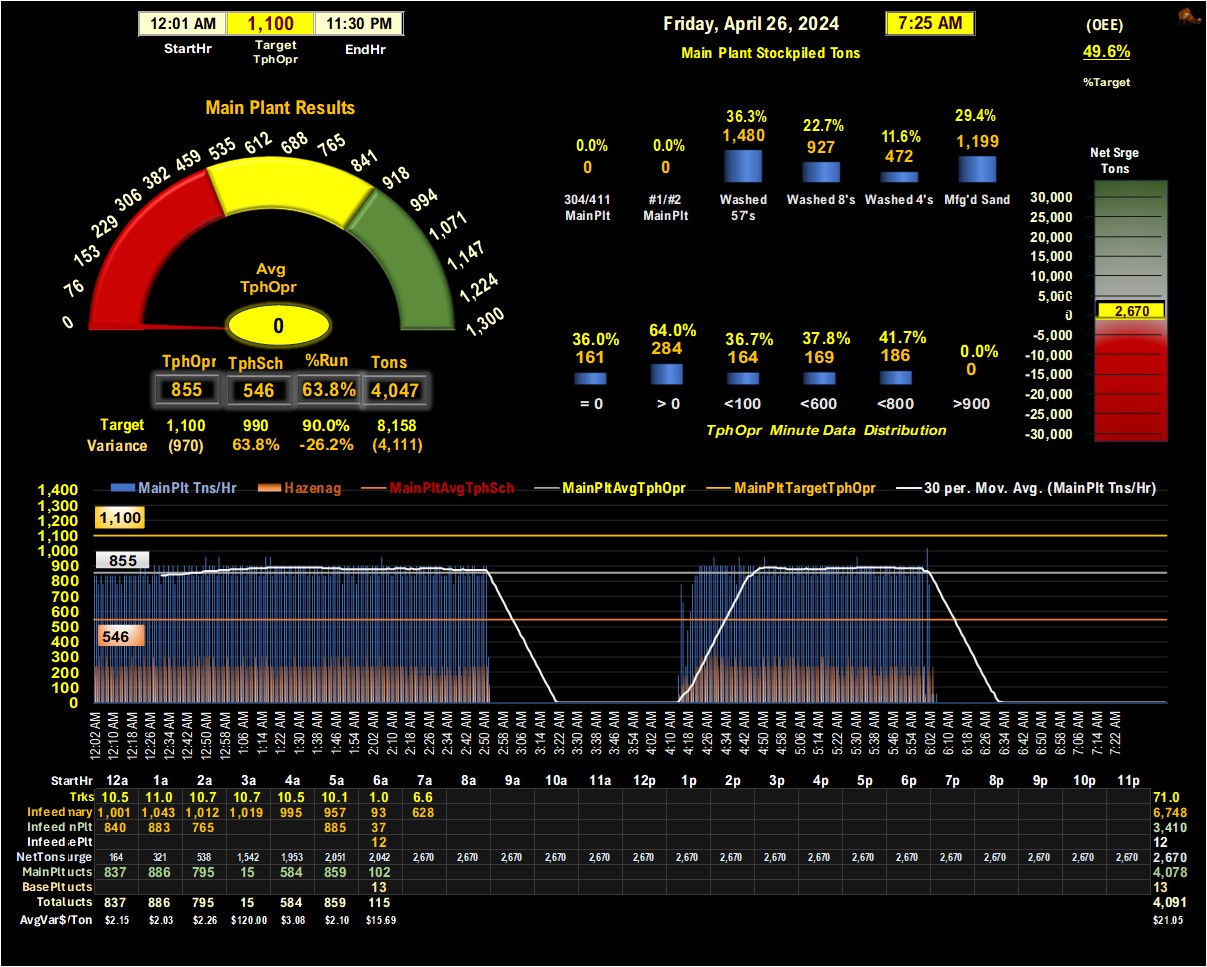 12:01 AM 1,100 11:30 PM
StartHr Target TphOpr EndHr
Friday, April 26, 2024 7:25 AM
Main Plant Stockpiled Tons
(OEE)
49.6%
%Target
Main Plant Results
0 76 153 229 306 382 459 535 612 688 765 841 918 994 1,071 1,147 1,224 1,300
Avg
TphOpr
0
TphOpr TphSch %Run Tons
855 546 63.8% 4,047
Target 1,100 990 90.0% 8,158
Variance (970) 63.8% -26.2% (4,111)
0.0% 0.0% 36.3% 22.7% 11.6% 29.4%
0 0 1,480 927 472 1,199
304/411 MainPlt #1/#2 MainPlt Washed 57's Washed 8's Washed 4's Mfg'd Sand
36.0% 64.0% 36.7% 37.8% 41.7% 0.0%
161 284 164 169 186 0
= 0 > 0 <100 <600 <800 >900
TphOpr Minute Data Distribution
Net Srge
Tons
30,000
25,000
20,000
15,000
10,000
5,000
0
2,670
-5,000
-10,000
-15,000
-20,000
-25,000
-30,000
MainPlt Tns/Hr Hazenag MainPltAvgTphSch MainPltAvgTphOpr MainPltTargetTphOpr 30 per. Mov. Avg. (MainPlt Tns/Hr)
1,400
1,300
1,200
1,100
1,000
900
800
700
600
500
400
300
200
100
0
1,100
855
546
12:02 AM 12:10 AM 12:18 AM 12:26 AM 12:34 AM 12:42 AM 12:50 AM 12:58 AM 1:06 AM 1:14 AM 1:22 AM 1:30 AM 1:38 AM 1:46 AM 1:54 AM 2:02 AM 2:10 AM 2:18 AM 2:26 AM 2:34 AM 2:42 AM 2:50 AM 2:58 AM 3:06 AM 3:14 AM 3:22 AM 3:30 AM 3:38 AM 3:46 AM 3:54 AM 4:02 AM 4:10 AM 4:18 AM 4:26 AM 4:34 AM 4:42 AM 4:50 AM 4:58 AM 5:06 AM 5:14 AM 5:22 AM 5:30 AM 5:38 AM 5:46 AM 5:54 AM 6:02 AM 6:10 AM 6:18 AM 6:26 AM 6:34 AM 6:42 AM 6:50 AM 6:58 AM 7:06 AM 7:14 AM 7:22 AM
StartHr 12a 1a 2a 3a 4a 5a 6a 7a 8a 9a 10a 11a 12p 1p 2p 3p 4p 5p 6p 7p 8p 9p 10p 11p
Trks 10.5 11.0 10.7 10.7 10.5 10.1 1.0 6.6 71.0
Infeed mary 1,001 1,043 1,012 1,019 995 957 93 628 6,748
Infeed nPlt 840 883 765 885 37 3,410
Infeed ePlt 12 12
NetTons urge 164 321 538 1,542 1,953 2,051 2,042 2,670 2,670 2,670 2,670 2,670 2,670 2,670 2,670 2,670 2,670 2,670 2,670 2,670 2,670 2,670 2,670 2,670 2,670
MainPlt ucts 837 886 795 15 584 859 102 4,078
BasePlt ucts 13 13
Total ucts 837 886 795 15 584 859 115 4,091
AvgVar$/Ton $2.15 $2.03 $2.26 $120.00 $3.08 $2.10 $15.69 $21.05